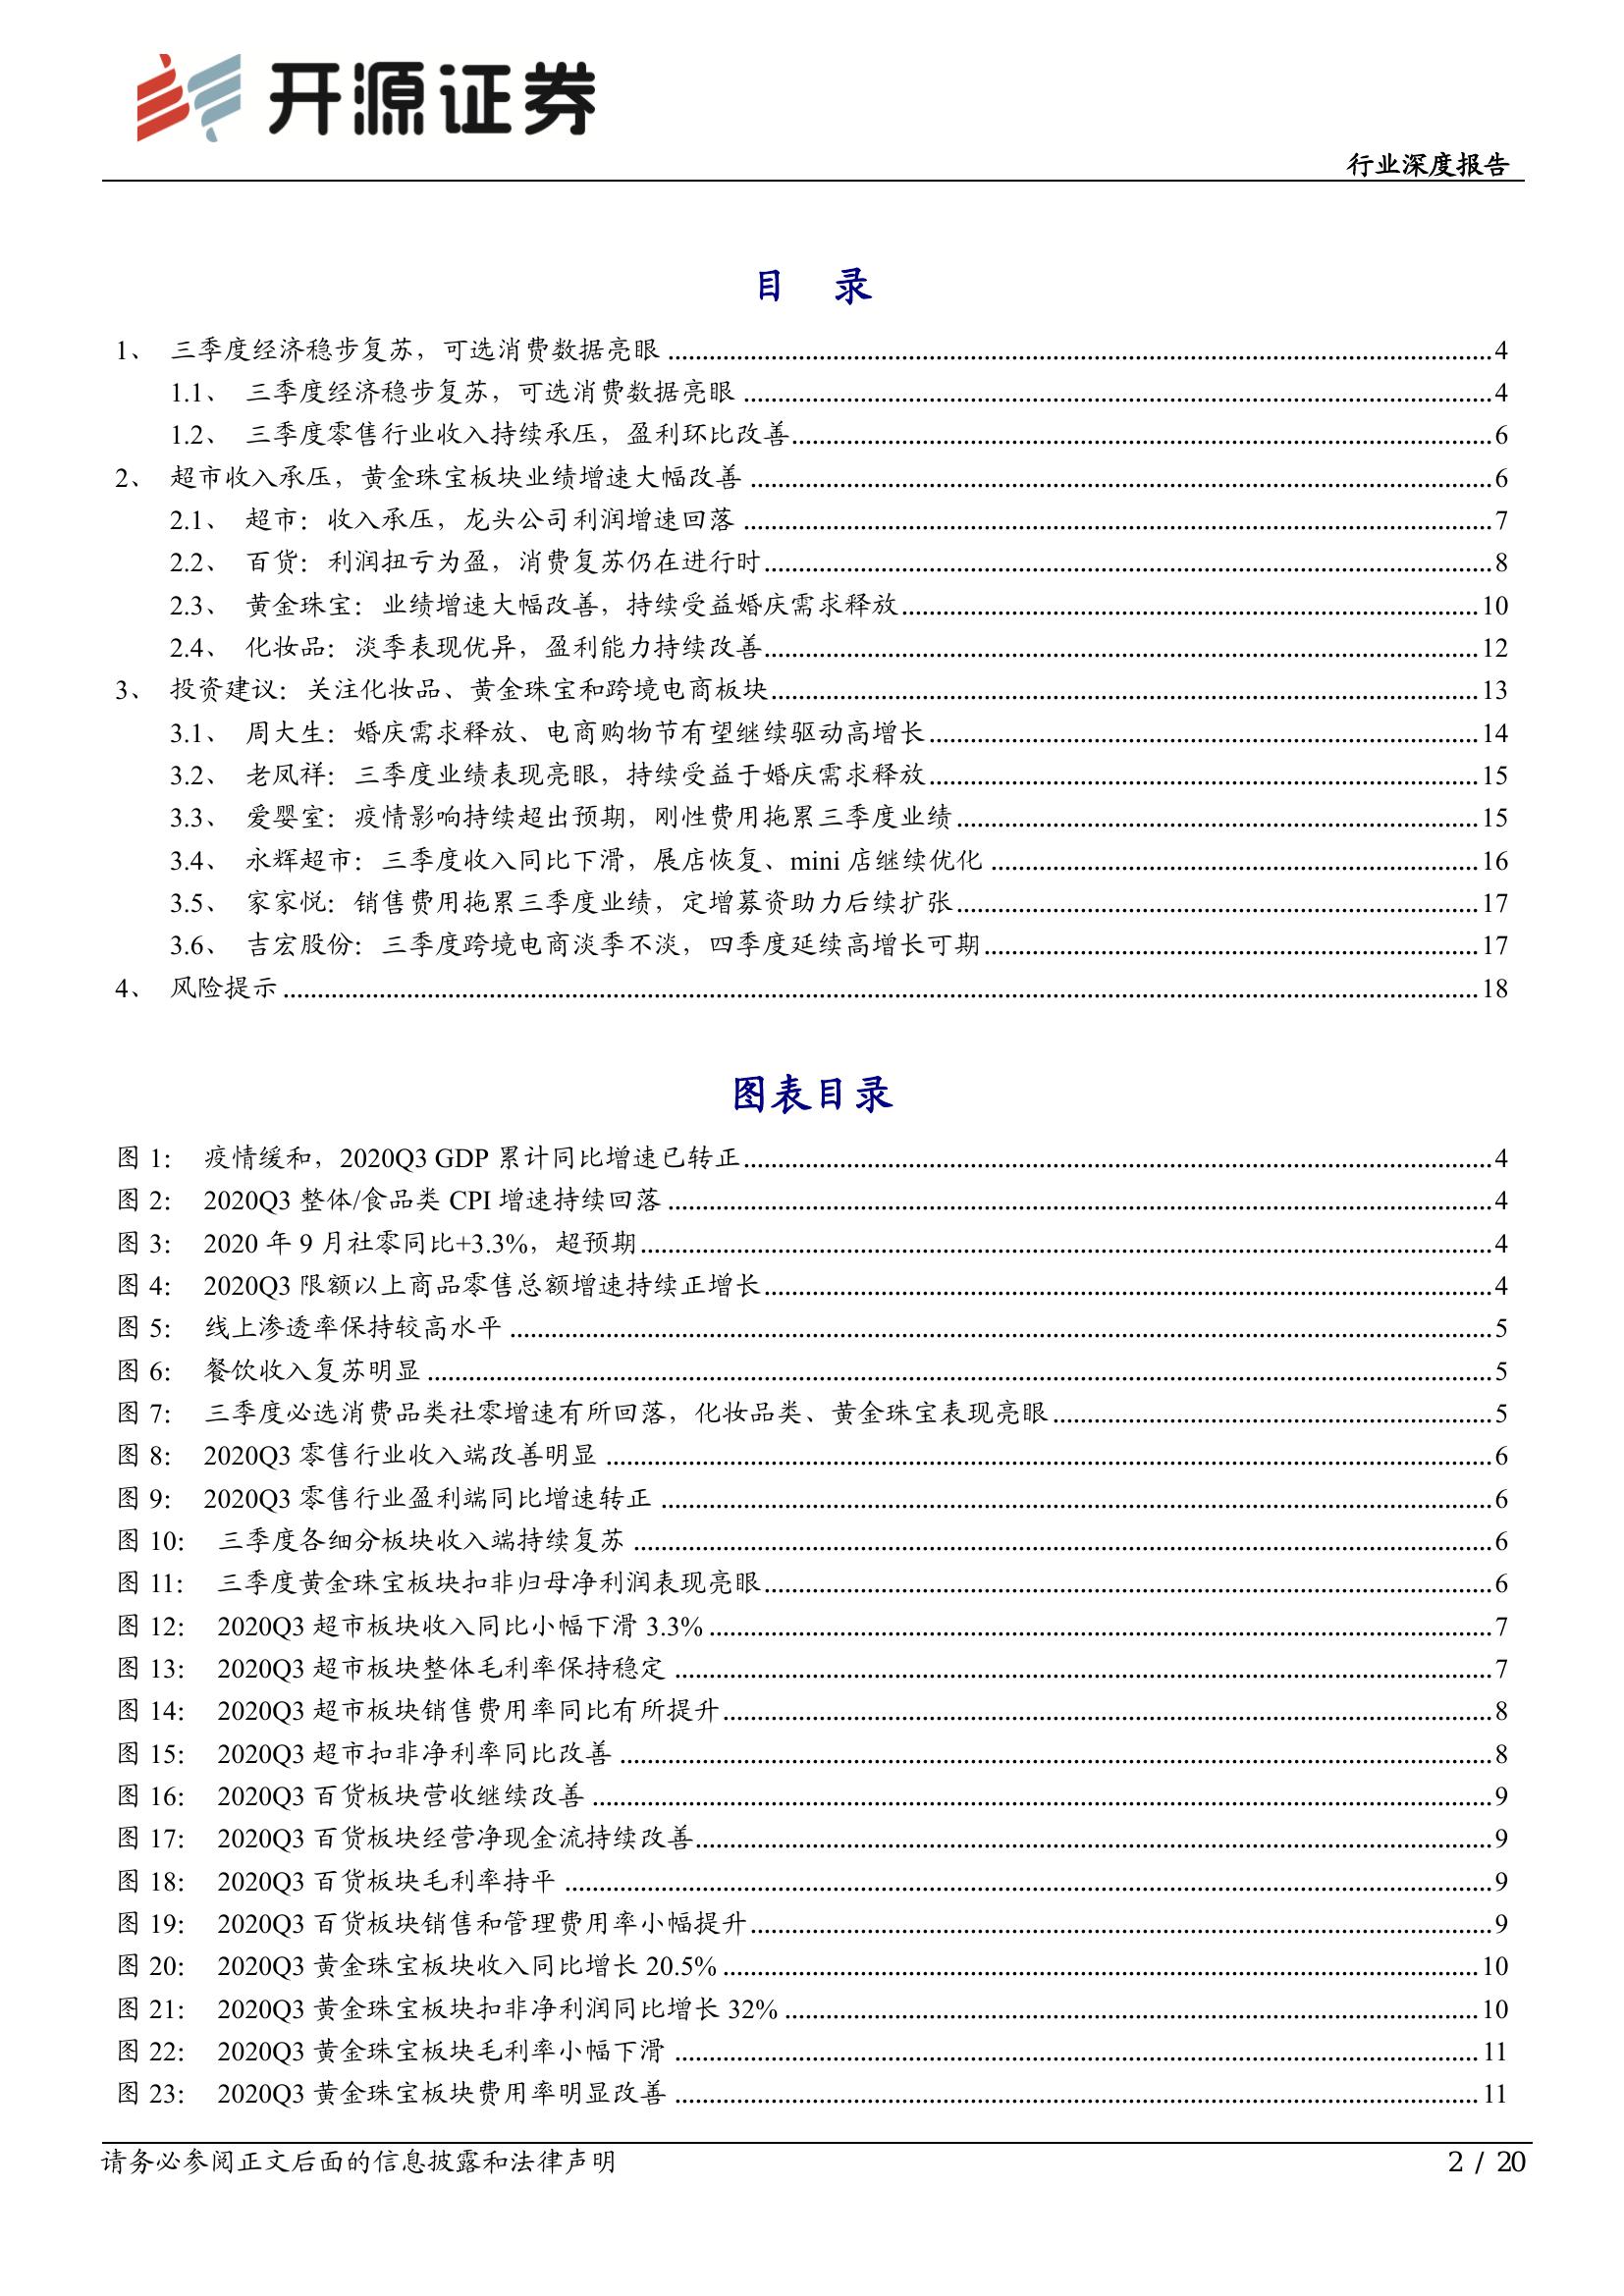 开源证券
行业深度报告
目 录
1、 三季度经济稳步复苏，可选消费数据亮眼 ........ 4
1.1、 三季度经济稳步复苏，可选消费数据亮眼 ........ 4
1.2、 三季度零售行业收入持续承压，盈利环比改善 ........ 6
2、 超市收入承压，黄金珠宝板块业绩增速大幅改善 ........ 6
2.1、 超市：收入承压，龙头公司利润增速回落 ........ 7
2.2、 百货：利润扭亏为盈，消费复苏仍在进行时 ........ 8
2.3、 黄金珠宝：业绩增速大幅改善，持续受益婚庆需求释放 ........ 10
2.4、 化妆品：淡季表现优异，盈利能力持续改善 ........ 12
3、 投资建议：关注化妆品、黄金珠宝和跨境电商板块 ........ 13
3.1、 周大生：婚庆需求释放、电商购物节有望继续驱动高增长 ........ 14
3.2、 老凤祥：三季度业绩表现亮眼，持续受益于婚庆需求释放 ........ 15
3.3、 爱婴室：疫情影响持续超出预期，刚性费用拖累三季度业绩 ........ 15
3.4、 永辉超市：三季度收入同比下滑，展店恢复、mini 店继续优化 ........ 16
3.5、 家家悦：销售费用拖累三季度业绩，定增募资助力后续扩张 ........ 17
3.6、 吉宏股份：三季度跨境电商淡季不淡，四季度延续高增长可期 ........ 17
4、 风险提示 ........ 18
图表目录
图 1： 疫情缓和，2020Q3 GDP 累计同比增速已转正 ........ 4
图 2： 2020Q3 整体/食品类 CPI 增速持续回落 ........ 4
图 3： 2020 年 9 月社零同比+3.3%，超预期 ........ 4
图 4： 2020Q3 限额以上商品零售总额增速持续正增长 ........ 4
图 5： 线上渗透率保持较高水平 ........ 5
图 6： 餐饮收入复苏明显 ........ 5
图 7： 三季度必选消费品类社零增速有所回落，化妆品类、黄金珠宝表现亮眼 ........ 5
图 8： 2020Q3 零售行业收入端改善明显 ........ 6
图 9： 2020Q3 零售行业盈利端同比增速转正 ........ 6
图 10： 三季度各细分板块收入端持续复苏 ........ 6
图 11： 三季度黄金珠宝板块扣非归母净利润表现亮眼 ........ 6
图 12： 2020Q3 超市板块收入同比小幅下滑 3.3% ........ 7
图 13： 2020Q3 超市板块整体毛利率保持稳定 ........ 7
图 14： 2020Q3 超市板块销售费用率同比有所提升 ........ 8
图 15： 2020Q3 超市扣非净利率同比改善 ........ 8
图 16： 2020Q3 百货板块营收继续改善 ........ 9
图 17： 2020Q3 百货板块经营净现金流持续改善 ........ 9
图 18： 2020Q3 百货板块毛利率持平 ........ 9
图 19： 2020Q3 百货板块销售和管理费用率小幅提升 ........ 9
图 20： 2020Q3 黄金珠宝板块收入同比增长 20.5% ........ 10
图 21： 2020Q3 黄金珠宝板块扣非净利润同比增长 32% ........ 10
图 22： 2020Q3 黄金珠宝板块毛利率小幅下滑 ........ 11
图 23： 2020Q3 黄金珠宝板块费用率明显改善 ........ 11
请务必参阅正文后面的信息披露和法律声明 2 / 20